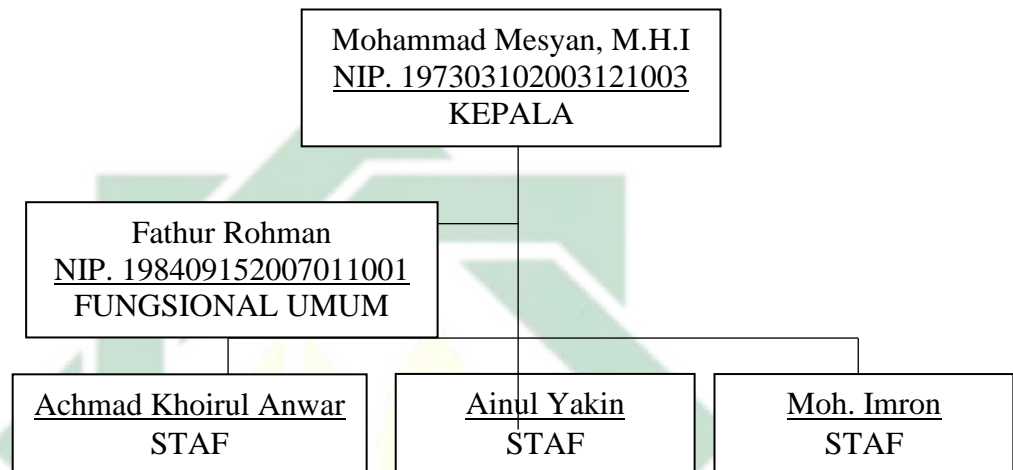 Mohammad Mesyan, M.H.I
NIP. 197303102003121003
KEPALA
Fathur Rohman
NIP. 198409152007011001
FUNGSIONAL UMUM
Achmad Khoirul Anwar
STAF
Ainul Yakin
STAF
Moh. Imron
STAF